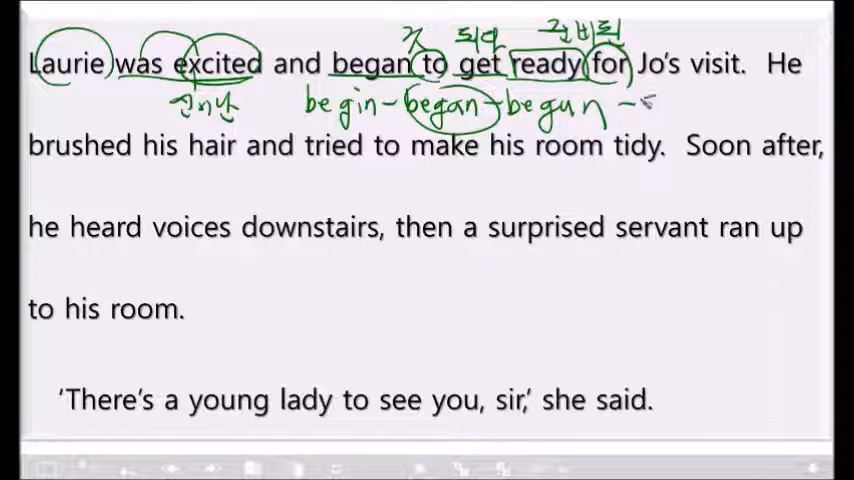 것 되다 준비된
Laurie was excited and began to get ready for Jo's visit. He
신이난 begin - began - begun -
brushed his hair and tried to make his room tidy. Soon after,
he heard voices downstairs, then a surprised servant ran up
to his room.
'There's a young lady to see you, sir,' she said.